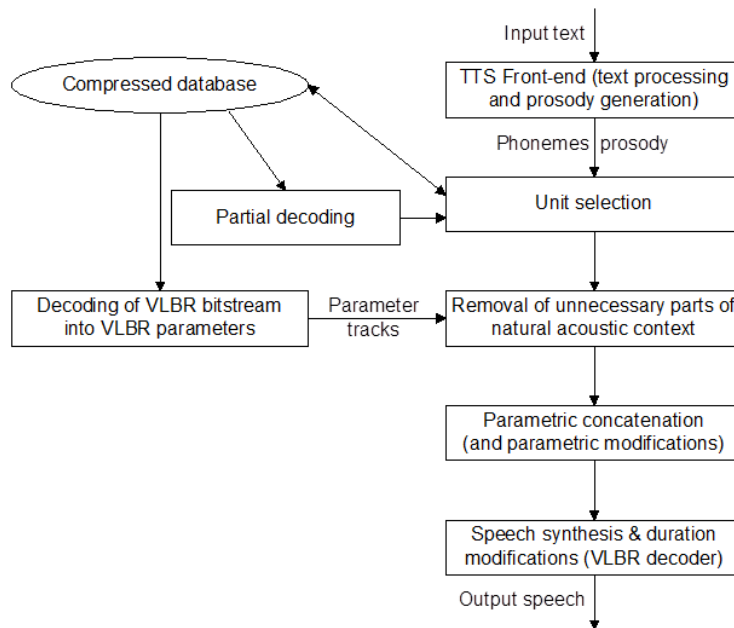 Input text
TTS Front-end (text processing
and prosody generation)
Compressed database
Phonemes prosody
Partial decoding
Unit selection
Decoding of VLBR bitstream
into VLBR parameters
Parameter
tracks
Removal of unnecessary parts of
natural acoustic context
Parametric concatenation
(and parametric modifications)
Speech synthesis & duration
modifications (VLBR decoder)
Output speech